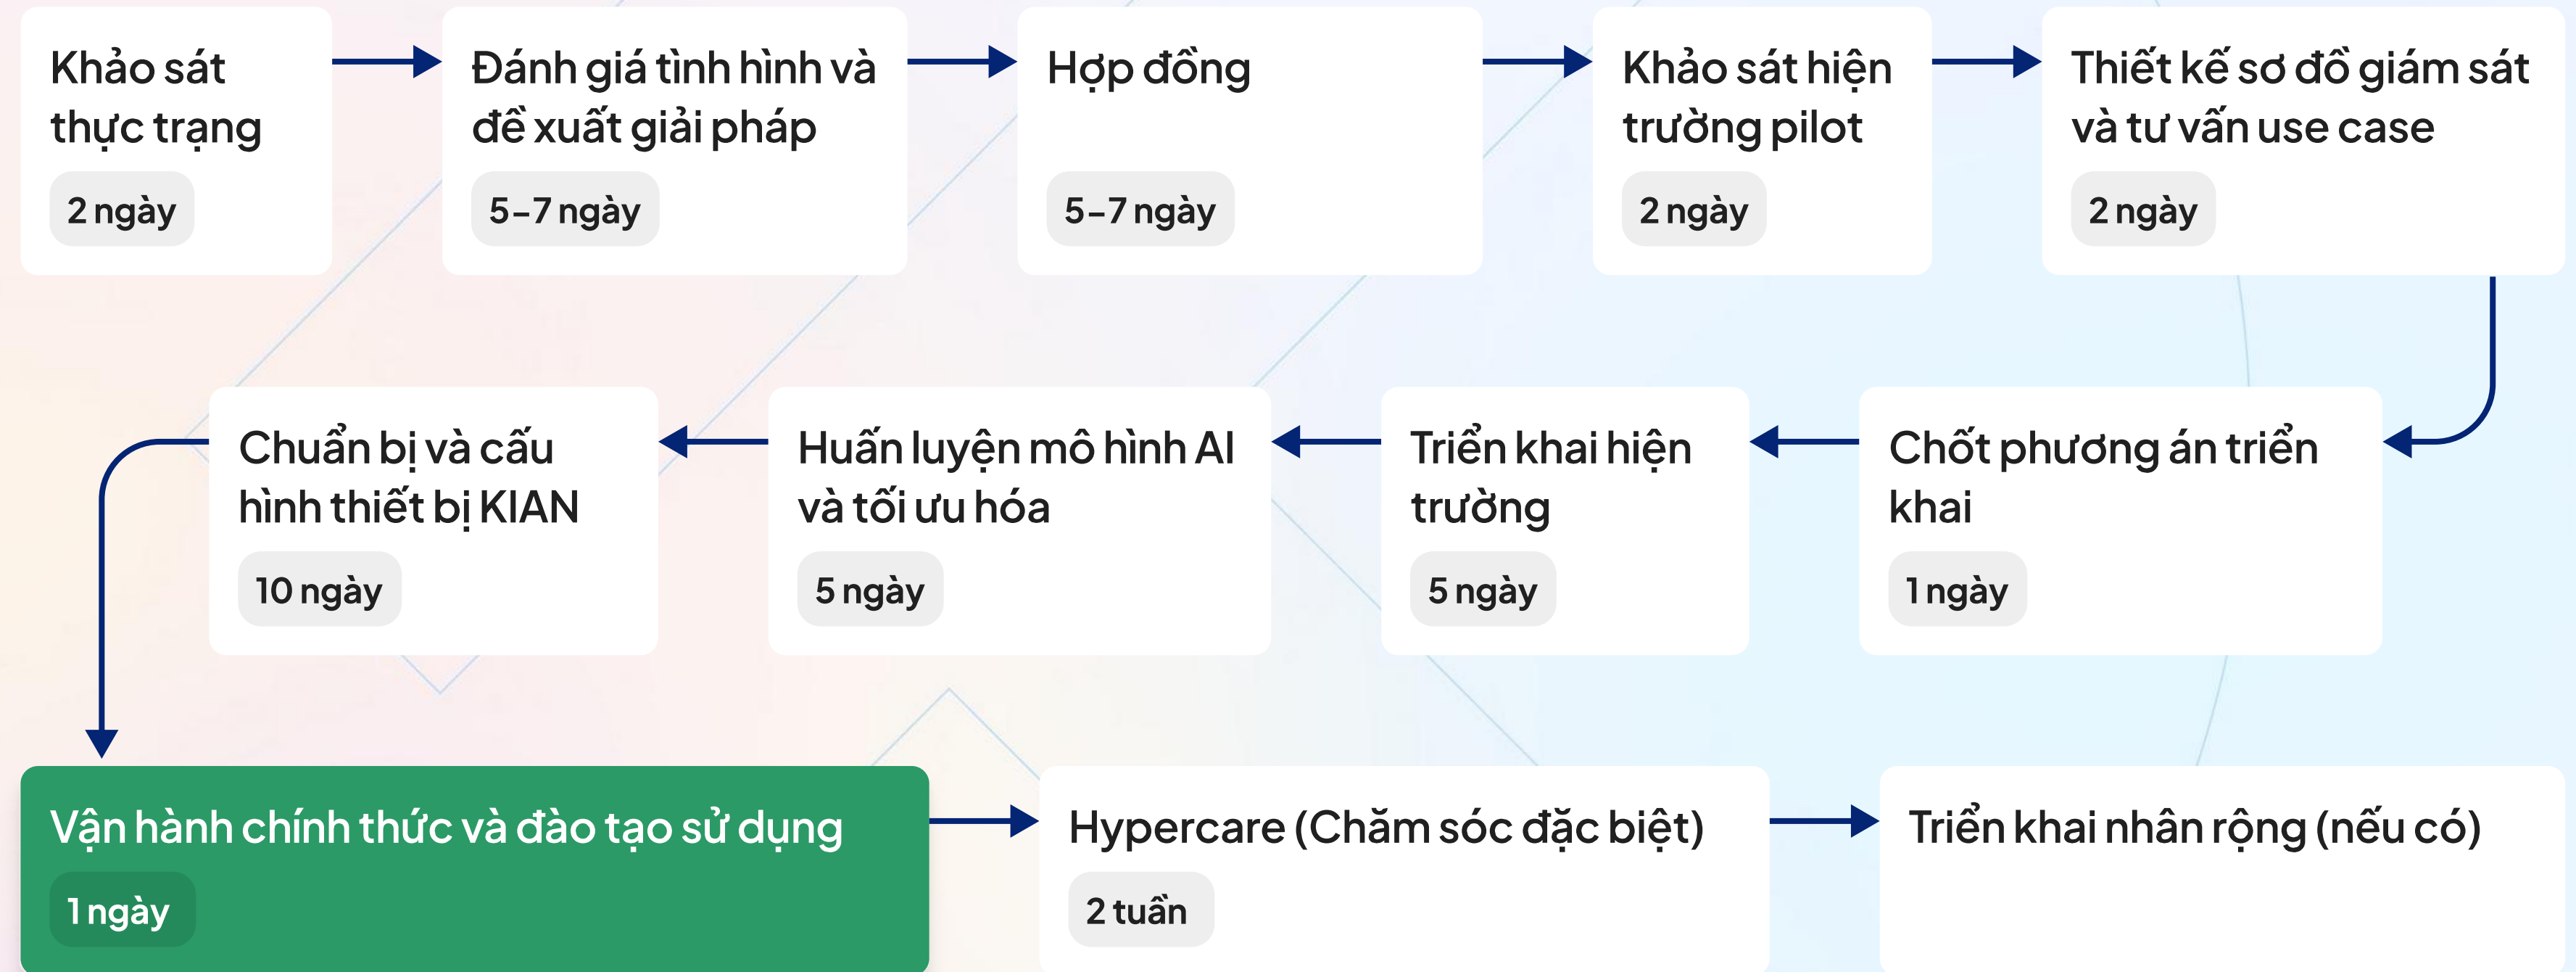 Khảo sát
thực trạng
2 ngày
Đánh giá tình hình và
đề xuất giải pháp
5–7 ngày
Hợp đồng
5–7 ngày
Khảo sát hiện
trường pilot
2 ngày
Thiết kế sơ đồ giám sát
và tư vấn use case
2 ngày
Chốt phương án triển
khai
1 ngày
Triển khai hiện
trường
5 ngày
Huấn luyện mô hình AI
và tối ưu hóa
5 ngày
Chuẩn bị và cấu
hình thiết bị KIAN
10 ngày
Vận hành chính thức và đào tạo sử dụng
1 ngày
Hypercare (Chăm sóc đặc biệt)
2 tuần
Triển khai nhân rộng (nếu có)